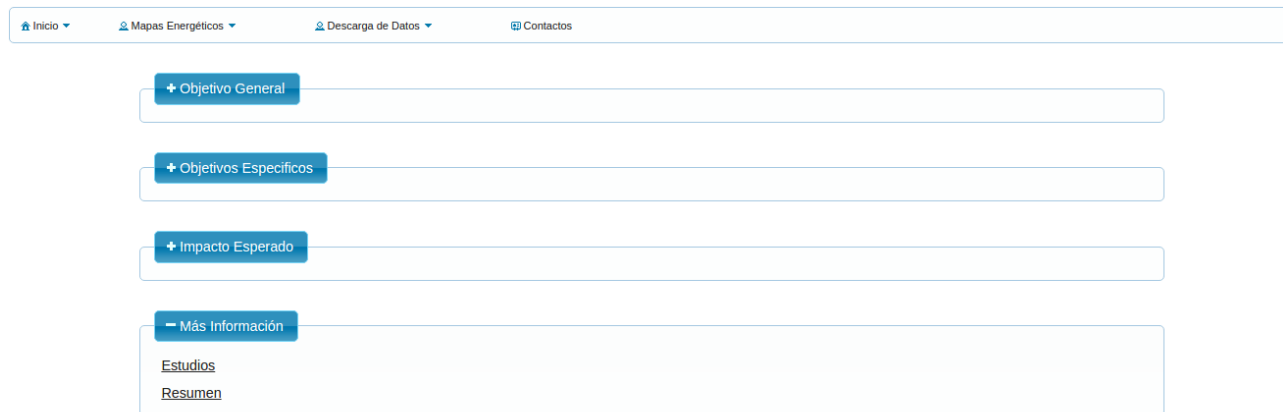 Inicio Mapas Energéticos Descarga de Datos Contactos
Objetivo General
Objetivos Especificos
Impacto Esperado
Más Información
Estudios
Resumen